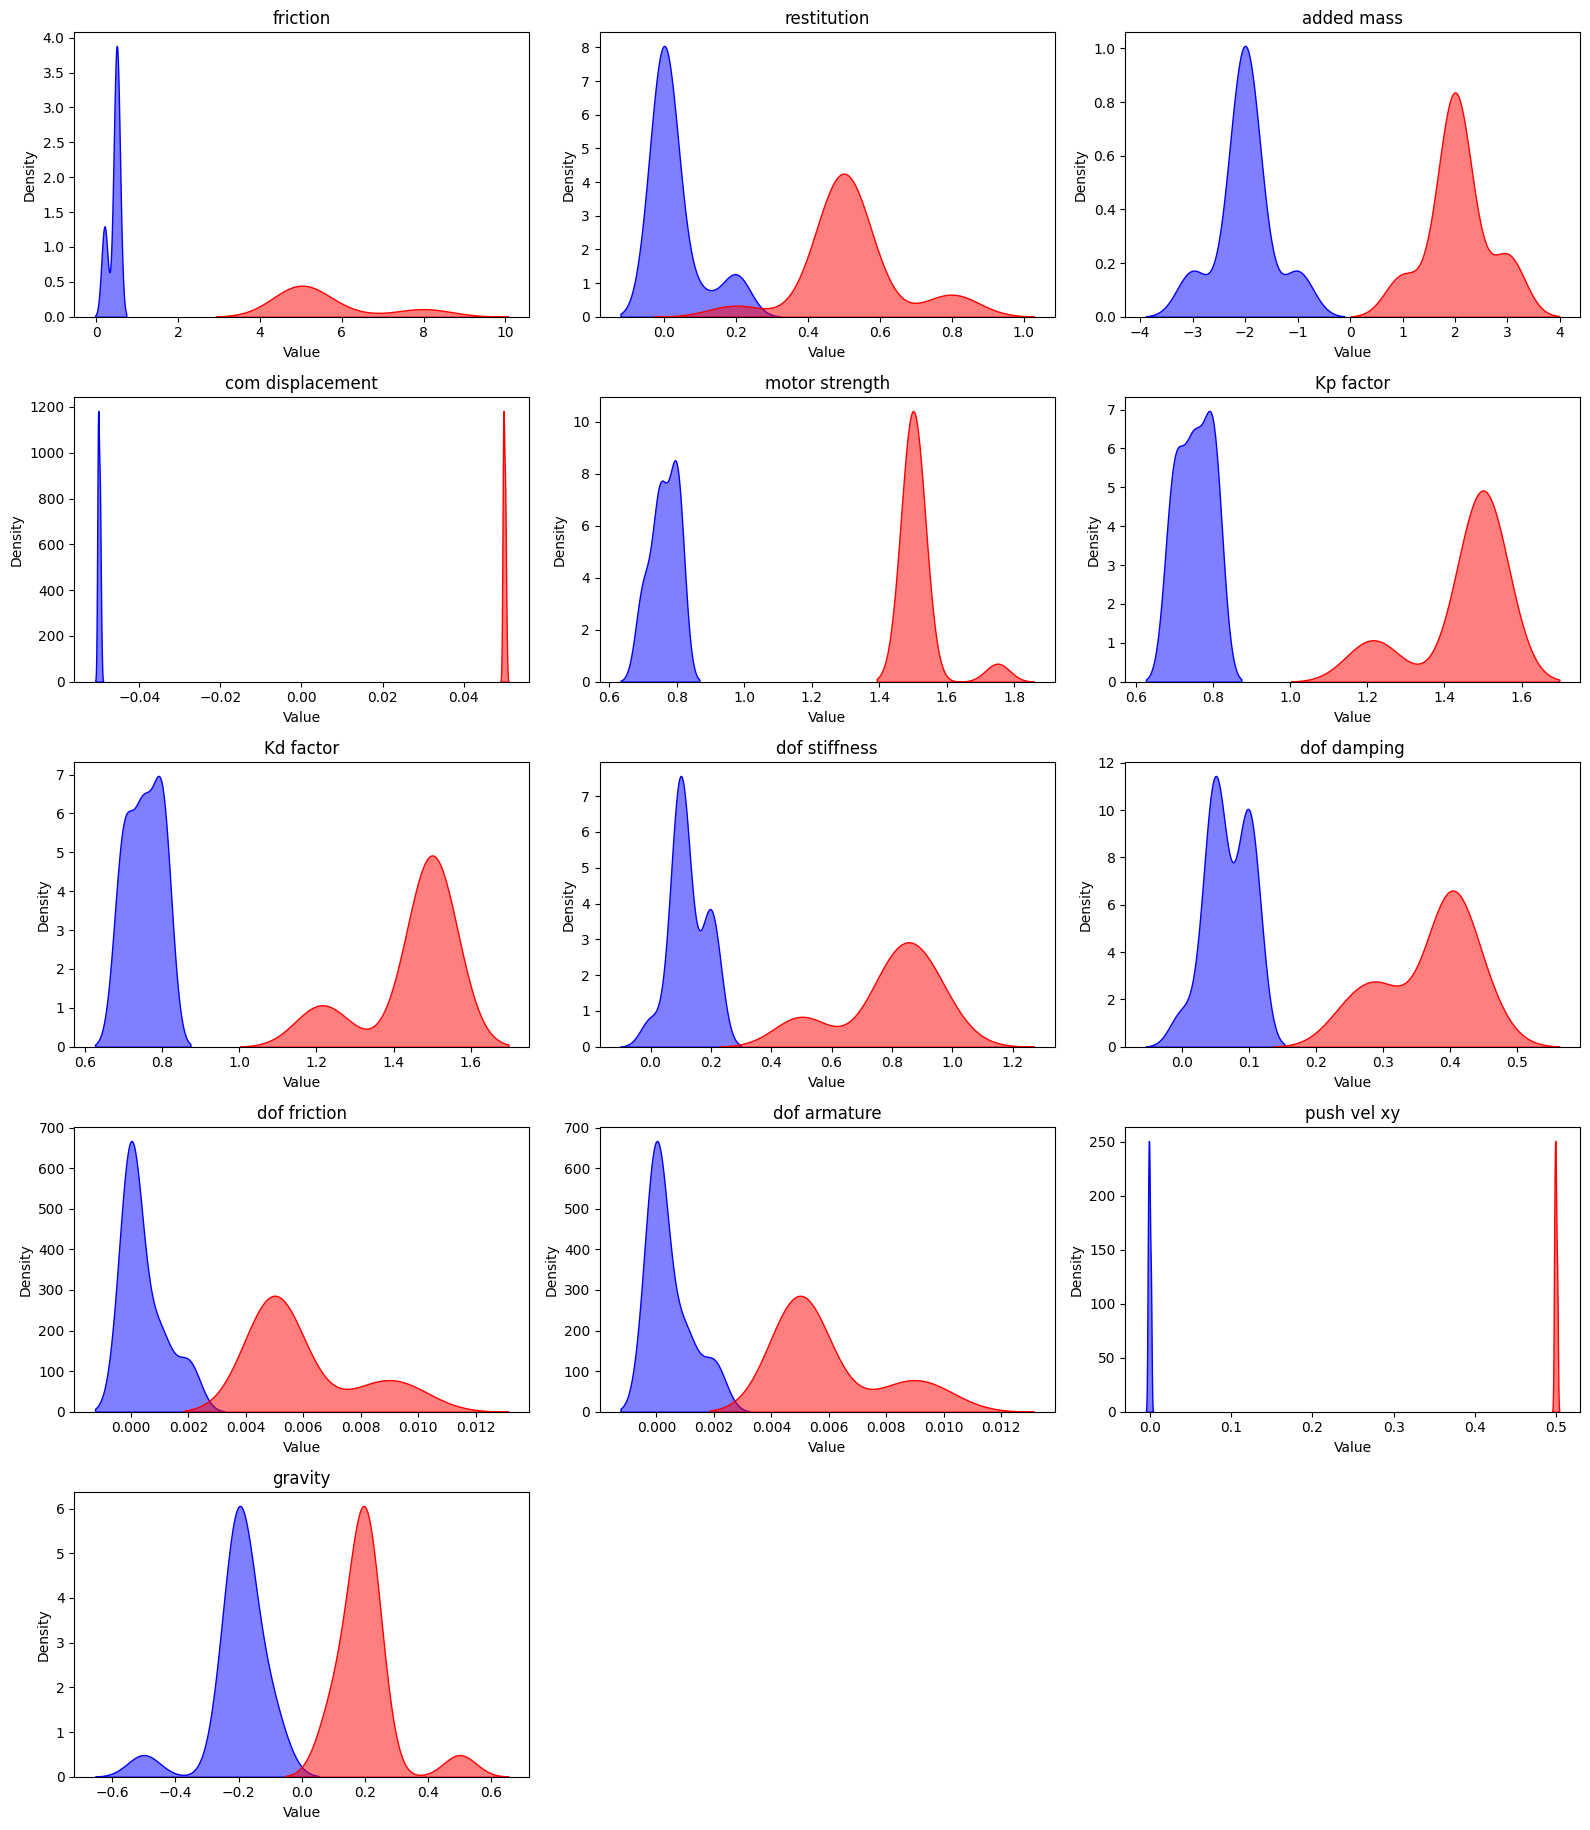 friction
restitution
added mass
4.0
3.5
3.0
2.5
2.0
1.5
1.0
0.5
0.0
Density
0 2 4 6 8 10
Value
8
7
6
5
4
3
2
1
0
Density
0.0 0.2 0.4 0.6 0.8 1.0
Value
1.0
0.8
0.6
0.4
0.2
0.0
Density
−4 −3 −2 −1 0 1 2 3 4
Value
com displacement
motor strength
Kp factor
1200
1000
800
600
400
200
0
Density
−0.04 −0.02 0.00 0.02 0.04
Value
10
8
6
4
2
0
Density
0.6 0.8 1.0 1.2 1.4 1.6 1.8
Value
7
6
5
4
3
2
1
0
Density
0.6 0.8 1.0 1.2 1.4 1.6
Value
Kd factor
dof stiffness
dof damping
7
6
5
4
3
2
1
0
Density
0.6 0.8 1.0 1.2 1.4 1.6
Value
7
6
5
4
3
2
1
0
Density
0.0 0.2 0.4 0.6 0.8 1.0 1.2
Value
12
10
8
6
4
2
0
Density
0.0 0.1 0.2 0.3 0.4 0.5
Value
dof friction
dof armature
push vel xy
700
600
500
400
300
200
100
0
Density
0.000 0.002 0.004 0.006 0.008 0.010 0.012
Value
700
600
500
400
300
200
100
0
Density
0.000 0.002 0.004 0.006 0.008 0.010 0.012
Value
250
200
150
100
50
0
Density
0.0 0.1 0.2 0.3 0.4 0.5
Value
gravity
6
5
4
3
2
1
0
Density
−0.6 −0.4 −0.2 0.0 0.2 0.4 0.6
Value